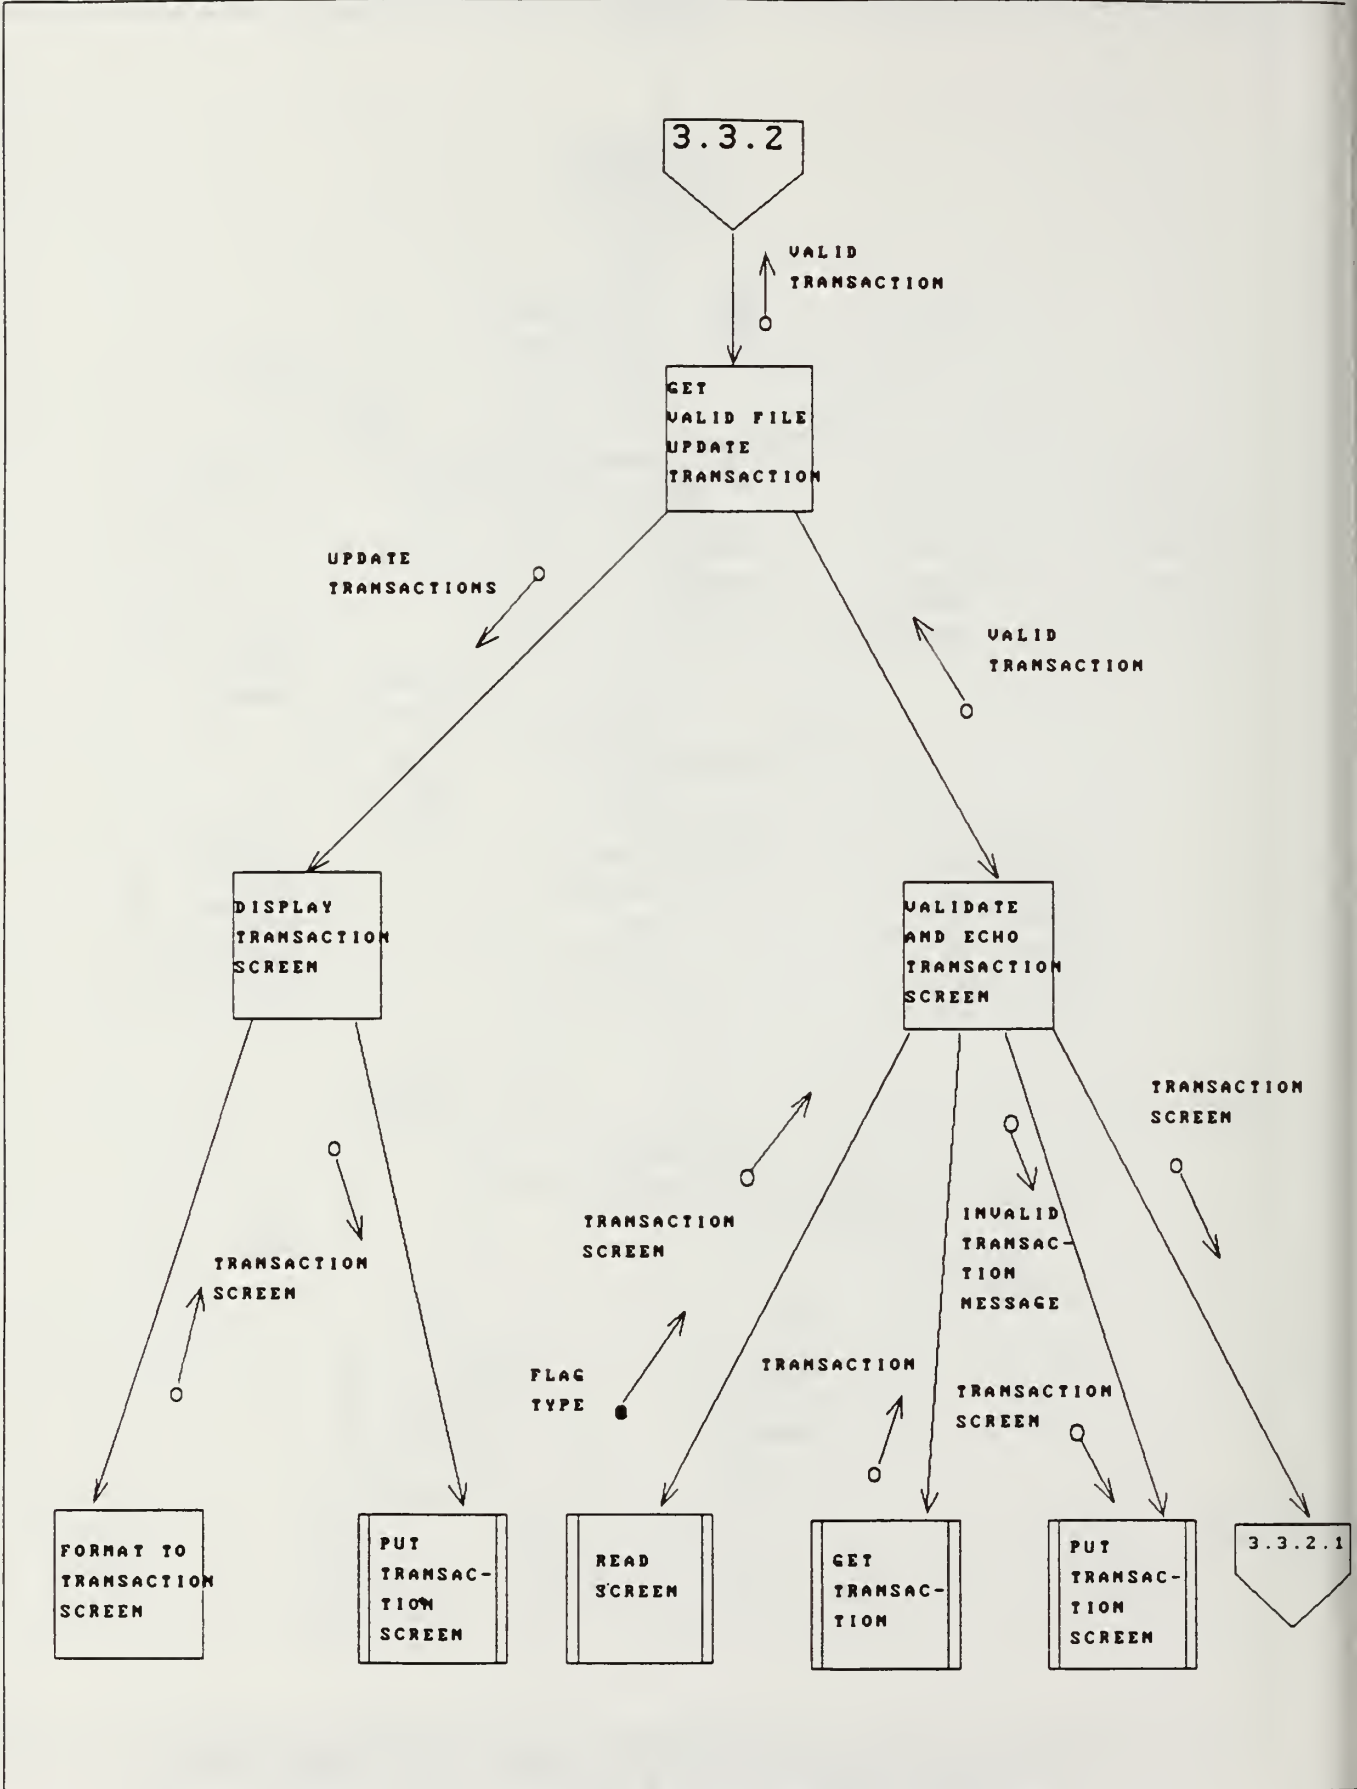 3.3.2
VALID
TRANSACTION
GET
VALID FILE
UPDATE
TRANSACTION
UPDATE
TRANSACTIONS
VALID
TRANSACTION
DISPLAY
TRANSACTION
SCREEN
VALIDATE
AND ECHO
TRANSACTION
SCREEN
TRANSACTION
SCREEN
TRANSACTION
SCREEN
TRANSACTION
SCREEN
INVALID
TRANSAC-
TION
MESSAGE
FLAG
TYPE
TRANSACTION
TRANSACTION
SCREEN
FORMAT TO
TRANSACTION
SCREEN
PUT
TRANSAC-
TION
SCREEN
READ
SCREEN
GET
TRANSAC-
TION
PUT
TRANSAC-
TION
SCREEN
3.3.2.1